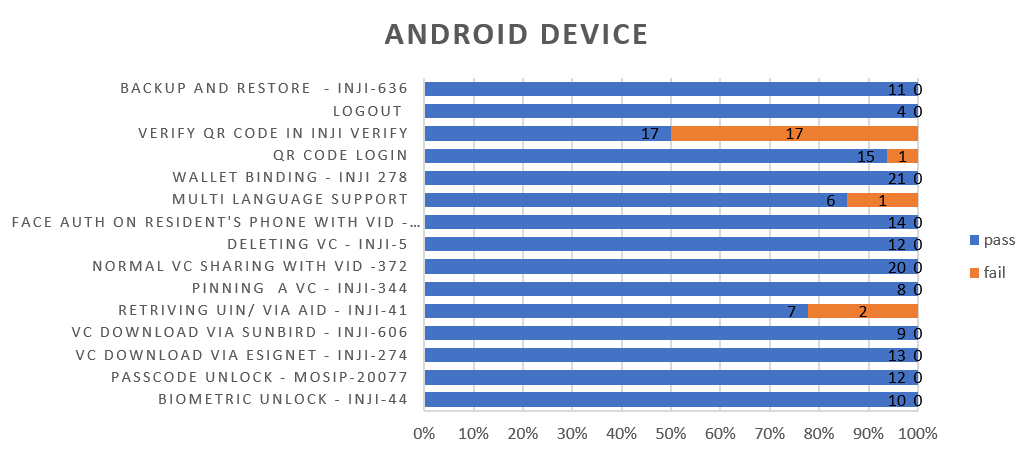 ANDROID DEVICE
BACKUP AND RESTORE - INJI-636 11 0
LOGOUT 4 0
VERIFY QR CODE IN INJI VERIFY 17 17
QR CODE LOGIN 15 1
WALLET BINDING - INJI 278 21 0
MULTI LANGUAGE SUPPORT 6 1
FACE AUTH ON RESIDENT'S PHONE WITH VID -... 14 0
DELETING VC - INJI-5 12 0
NORMAL VC SHARING WITH VID -372 20 0
PINNING A VC - INJI-344 8 0
RETRIVING UIN/ VIA AID - INJI-41 7 2
VC DOWNLOAD VIA SUNBIRD - INJI-606 9 0
VC DOWNLOAD VIA ESIGNET - INJI-274 13 0
PASSCODE UNLOCK - MOSIP-20077 12 0
BIOMETRIC UNLOCK - INJI-44 10 0
0% 10% 20% 30% 40% 50% 60% 70% 80% 90% 100%
pass
fail